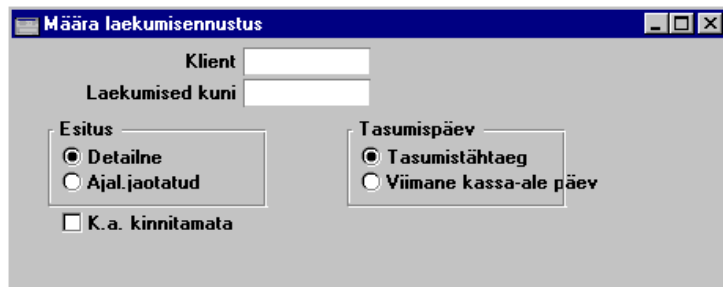 Määra laekumisennustus
Klient
Laekumised kuni
Esitus
Tasumispäev
Detailne
Tasumistähtaeg
Ajal.jaotatud
Viimane kassa-ale päev
K.a. kinnitamata